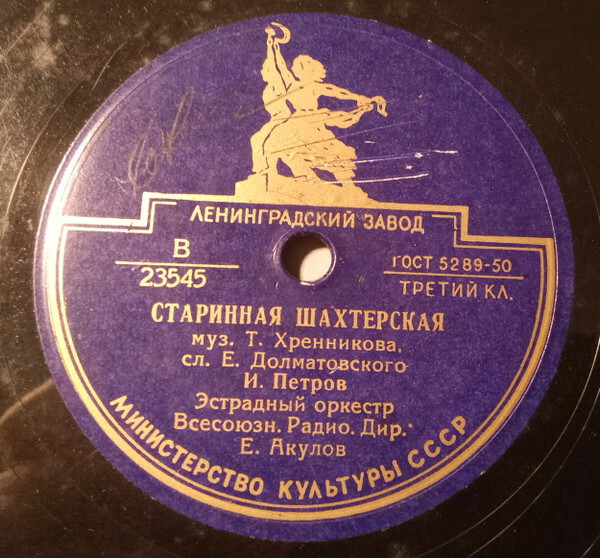 ЛЕНИНГРАДСКИЙ ЗАВОД
В
23545
ГОСТ 5289-50
ТРЕТИЙ КЛ.
СТАРИННАЯ ШАХТЕРСКАЯ
муз. Т. Хренникова,
сл. Е. Долматовского
И. Петров
Эстрадный оркестр
Всесоюзн. Радио. Дир.
Е. Акулов
МИНИСТЕРСТВО КУЛЬТУРЫ СССР